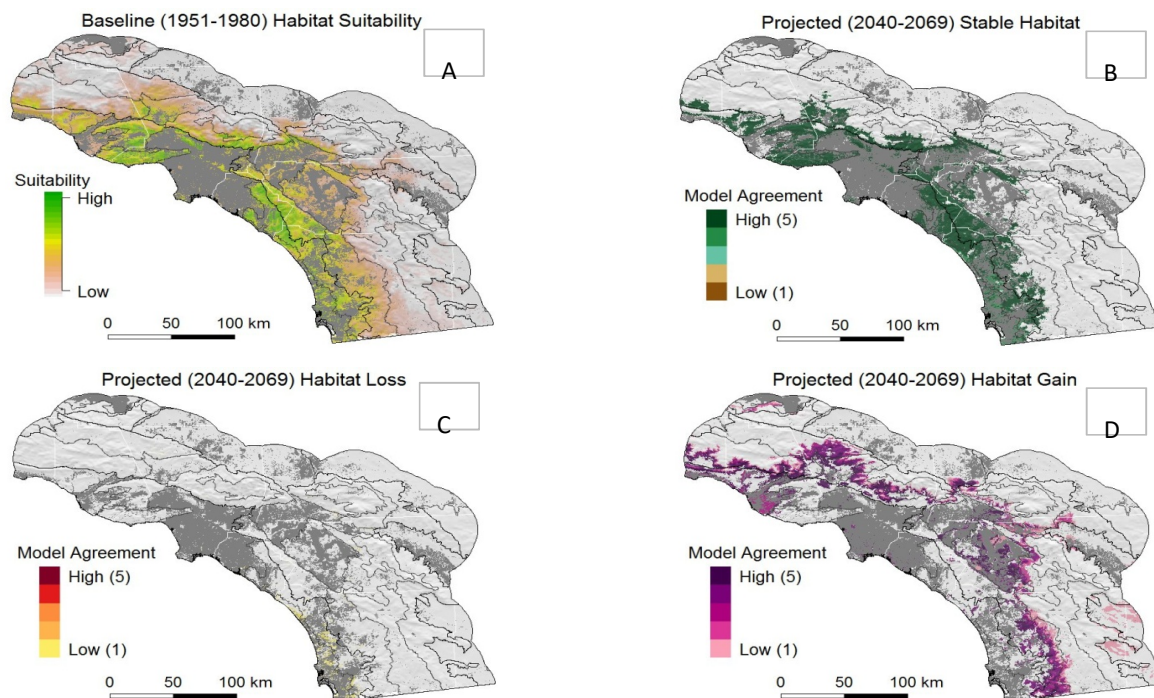 Baseline (1951-1980) Habitat Suitability
A
Suitability
High
Low
0 50 100 km
Projected (2040-2069) Stable Habitat
B
Model Agreement
High (5)
Low (1)
0 50 100 km
Projected (2040-2069) Habitat Loss
C
Model Agreement
High (5)
Low (1)
0 50 100 km
Projected (2040-2069) Habitat Gain
D
Model Agreement
High (5)
Low (1)
0 50 100 km